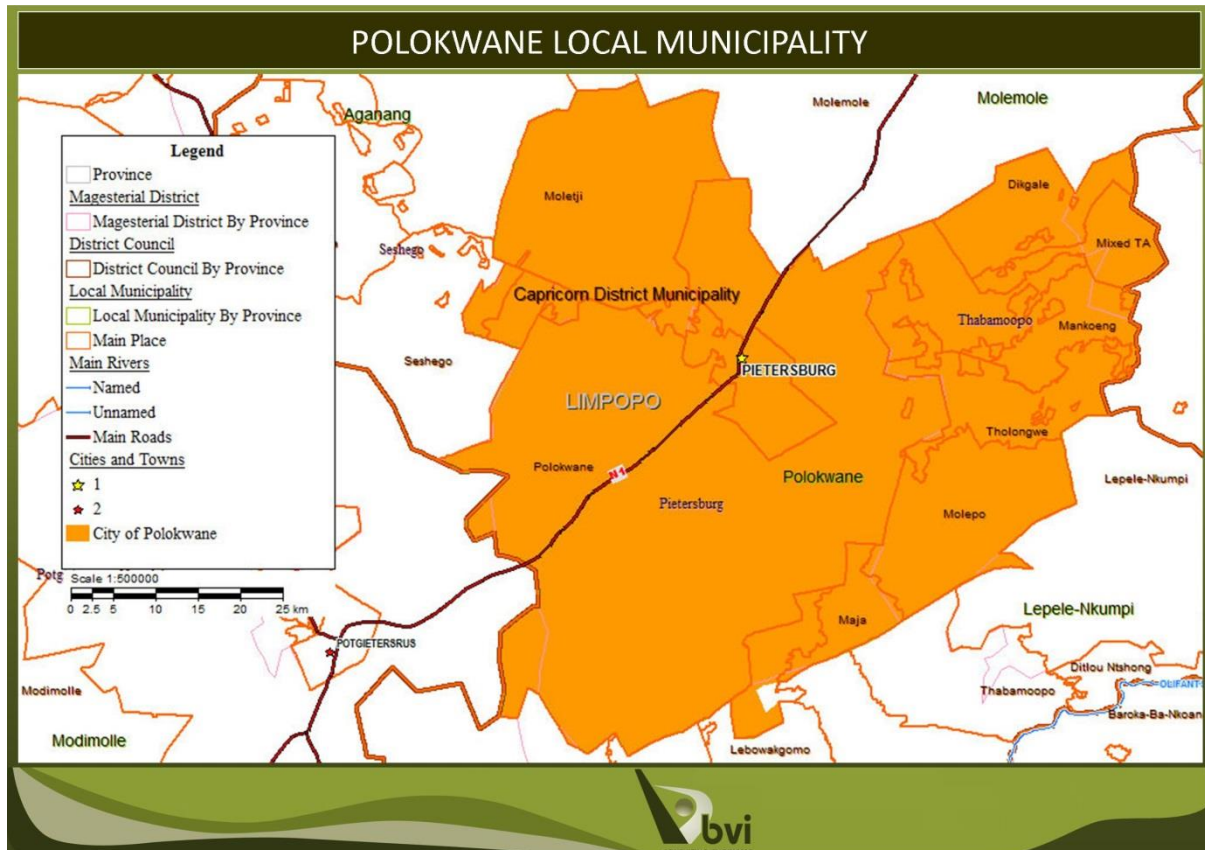 POLOKWANE LOCAL MUNICIPALITY
Legend
Province
Magesterial District
Magesterial District By Province
District Council
District Council By Province
Local Municipality
Local Municipality By Province
Main Place
Main Rivers
Named
Unnamed
Main Roads
Cities and Towns
1
2
City of Polokwane
Scale 1:500000
0 2.5 5 10 15 20 25 km
Aganang
Molemole
Molemole
Moletji
Dikgale
Seshego
Mixed TA
Capricorn District Municipality
Thabamoopo
Mankoeng
Seshego
PIETERSBURG
LIMPOPO
Tholongwe
Polokwane
N1
Polokwane
Lepele-Nkumpi
Pietersburg
Molepo
Lepele-Nkumpi
Maja
POTGIETERSRUS
Ditlou Ntshong
Modimolle
Thabamoopo
OLIFANT
Baroka-Ba-Nkoan
Modimolle
Lebowakgomo
bvi